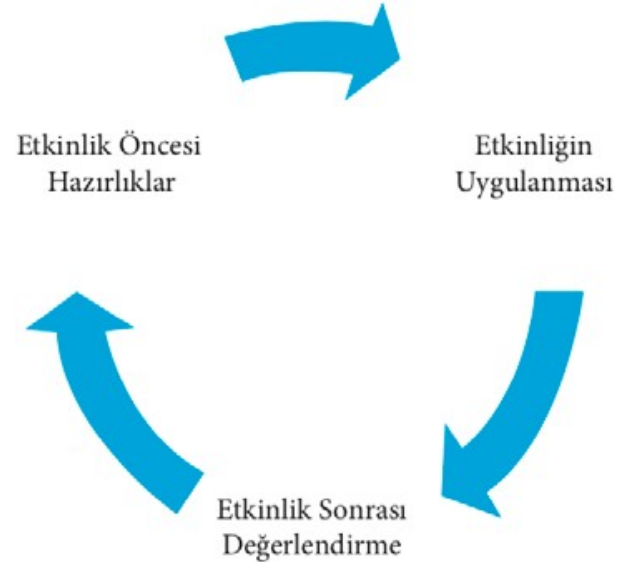 Etkinlik Öncesi
Hazırlıklar
Etkinliğin
Uygulanması
Etkinlik Sonrası
Değerlendirme